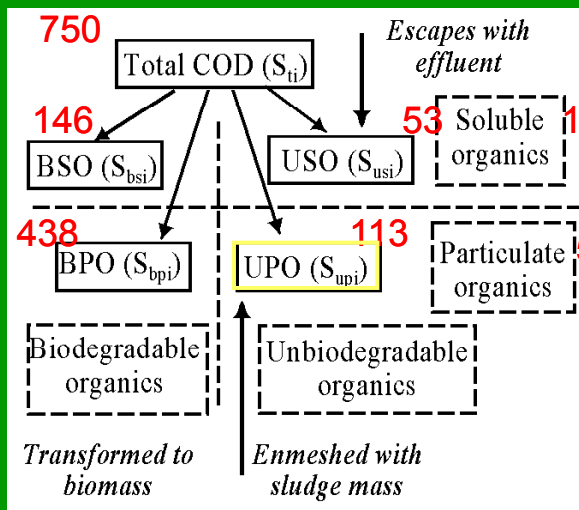 750
Total COD (Sti)
Escapes with
effluent
146
BSO (Sbsi)
USO (Susi)
53
Soluble
organics
1
438
BPO (Sbpi)
113
UPO (Supi)
Particulate
organics
Biodegradable
organics
Unbiodegradable
organics
Transformed to
biomass
Enmeshed with
sludge mass